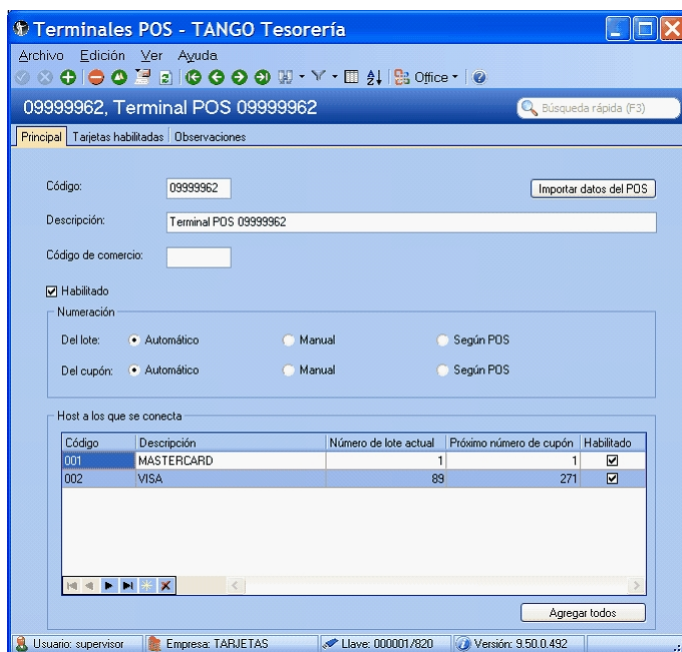 Terminales POS - TANGO Tesorería
Archivo Edición Ver Ayuda
Office
09999962, Terminal POS 09999962
Búsqueda rápida (F3)
Principal Tarjetas habilitadas Observaciones
Código: 09999962 Importar datos del POS
Descripción: Terminal POS 09999962
Código de comercio:
Habilitado
Numeración
Del lote: Automático Manual Según POS
Del cupón: Automático Manual Según POS
Host a los que se conecta
Código Descripción Número de lote actual Próximo número de cupón Habilitado
001 MASTERCARD 1 1
002 VISA 89 271
Agregar todos
Usuario: supervisor Empresa: TARJETAS Llave: 000001/820 Versión: 9.50.0.492